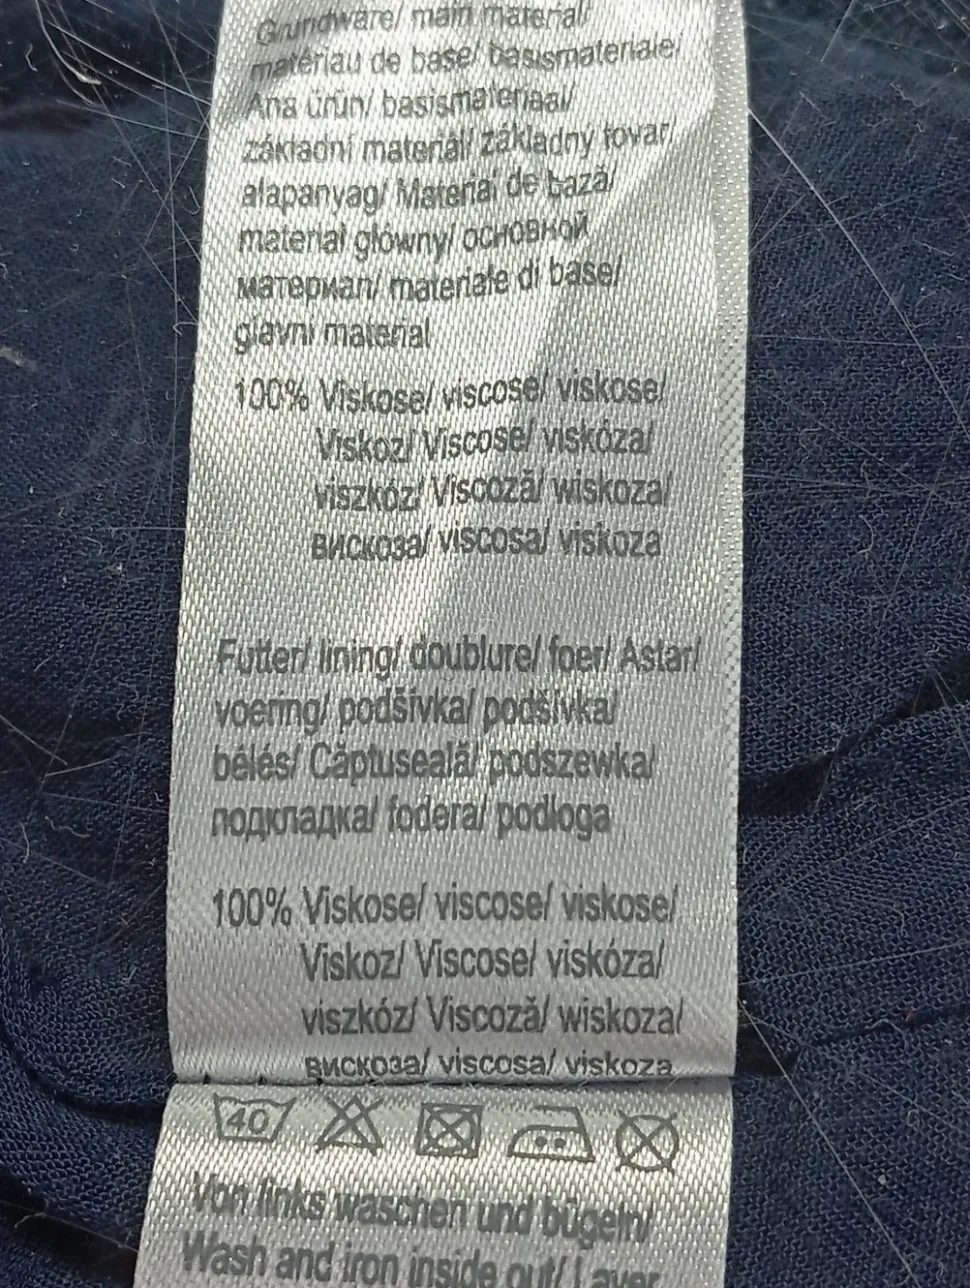 Grundware/ main material/
matériau de base/ basismateriale/
Ana ürün/ basismateriaal/
základní materiál/ základný tovar/
alapanyag/ Material de bază/
materiał główny/ основной
материал/ materiale di base/
glavni material
100% Viskose/ viscose/ viskose/
Viskoz/ Viscose/ viskóza/
viszkóz/ Viscoză/ wiskoza/
вискоза/ viscosa/ viskoza
Futter/ lining/ doublure/ foer/ Astar/
voering/ podšívka/ podšívka/
bélés/ Căptuseală/ podszewka/
подкладка/ fodera/ podloga
100% Viskose/ viscose/ viskose/
Viskoz/ Viscose/ viskóza/
viszkóz/ Viscoză/ wiskoza/
вискоза/ viscosa/ viskoza
40
Von links waschen und bügeln/
Wash and iron inside out/ Laver